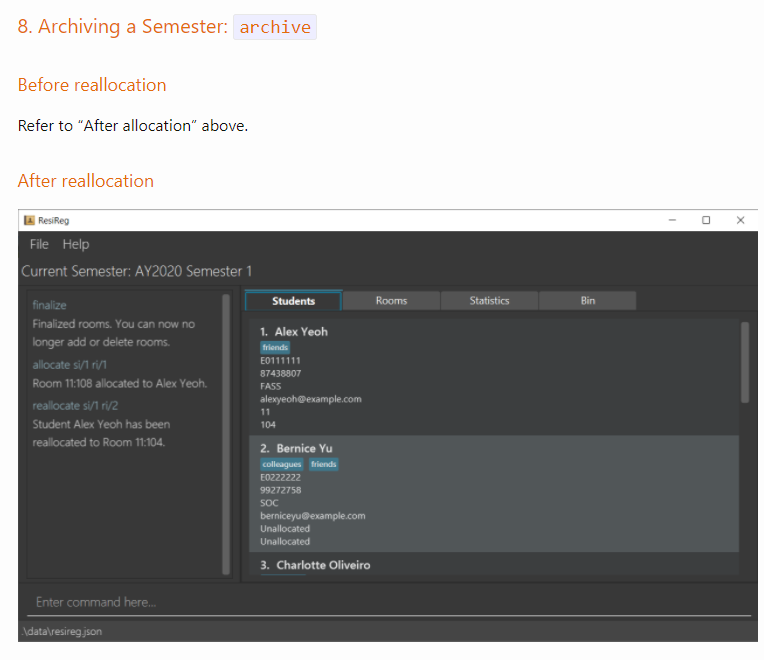 8. Archiving a Semester: archive
Before reallocation
Refer to “After allocation” above.
After reallocation
ResiReg
File Help
Current Semester: AY2020 Semester 1
finalize
Finalized rooms. You can now no
longer add or delete rooms.
allocate si/1 ri/1
Room 11:108 allocated to Alex Yeoh.
reallocate si/1 ri/2
Student Alex Yeoh has been
reallocated to Room 11:104.
Students Rooms Statistics Bin
1. Alex Yeoh
friends
E0111111
87438807
FASS
alexyeoh@example.com
11
104
2. Bernice Yu
colleagues friends
E0222222
99272758
SOC
berniceyu@example.com
Unallocated
Unallocated
3. Charlotte Oliveiro
Enter command here...
.\data\resireg.json